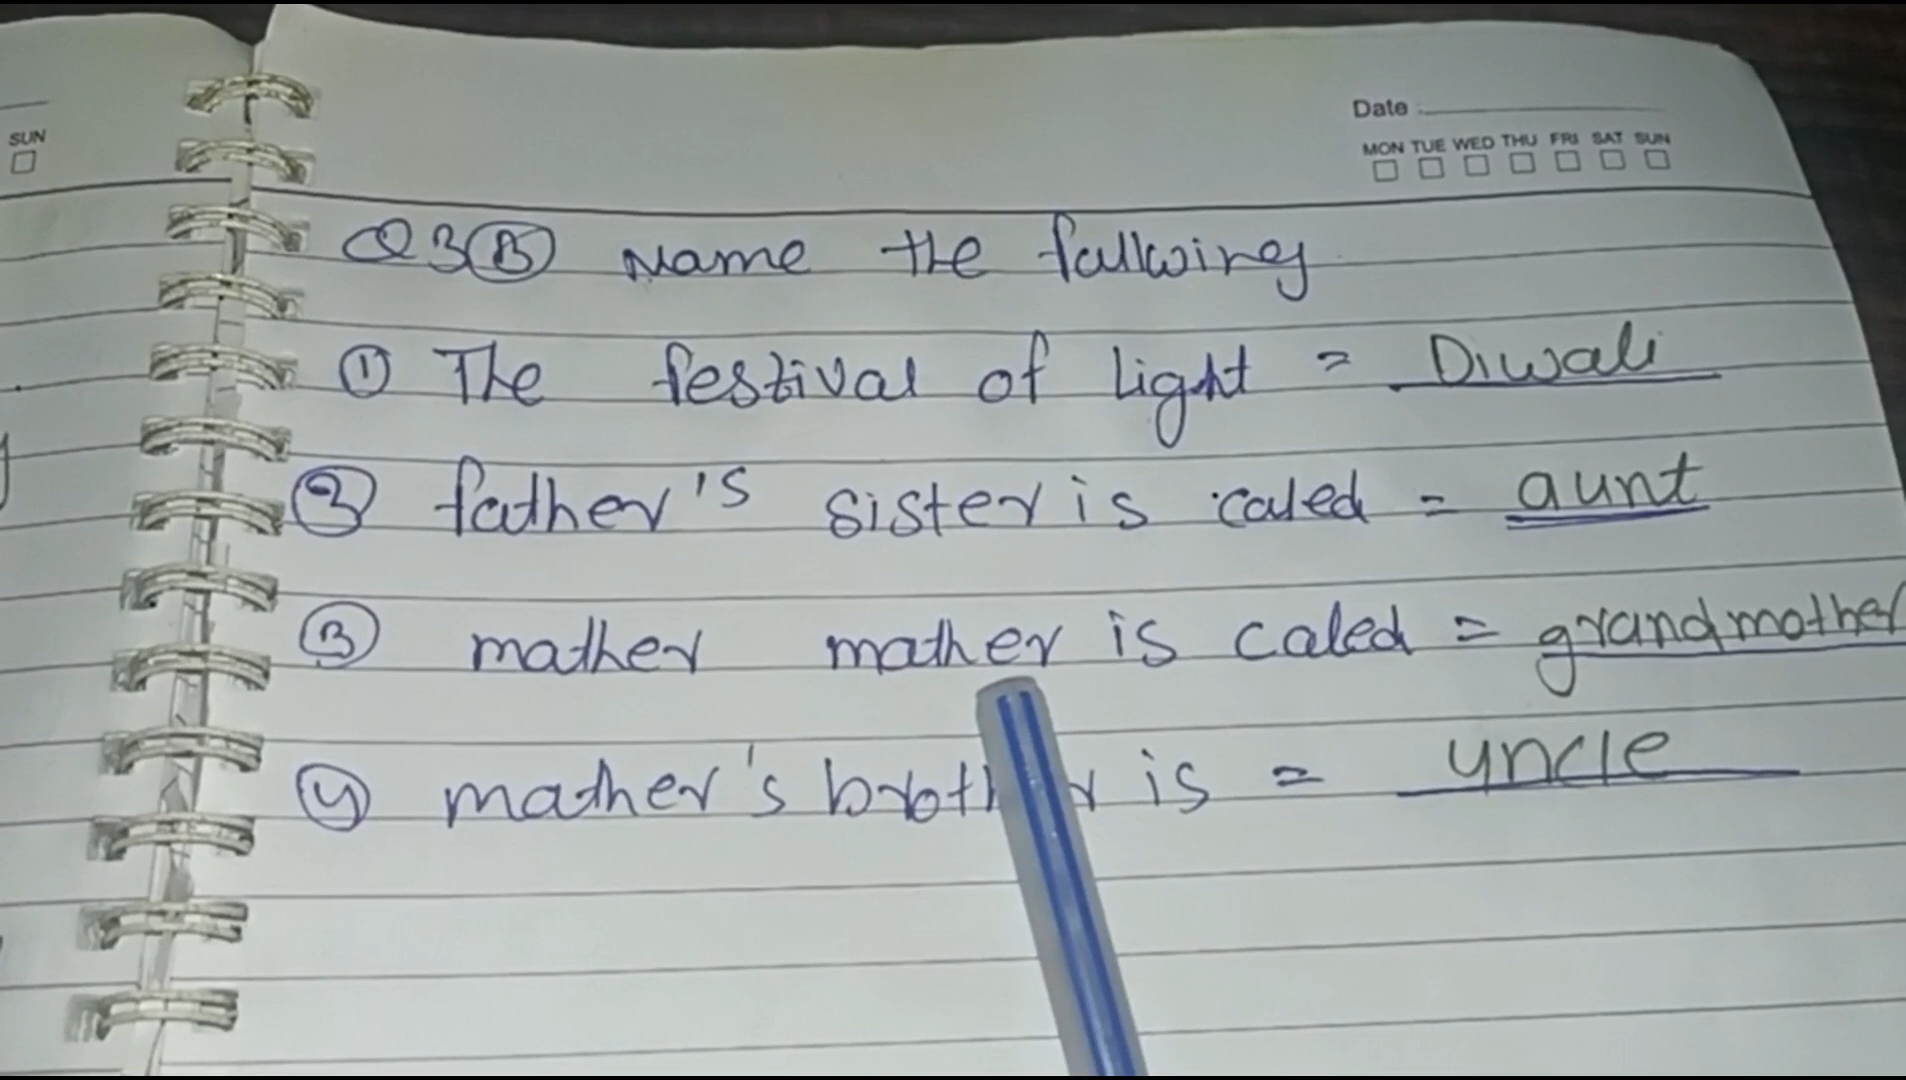 SUN
Date
MON TUE WED THU FRI SAT SUN
Q3 B Name the fallwing
1 The festival of light = Diwali
2 father's sister is caled = aunt
3 mather mather is caled = grandmother
4 mather's brother is = uncle